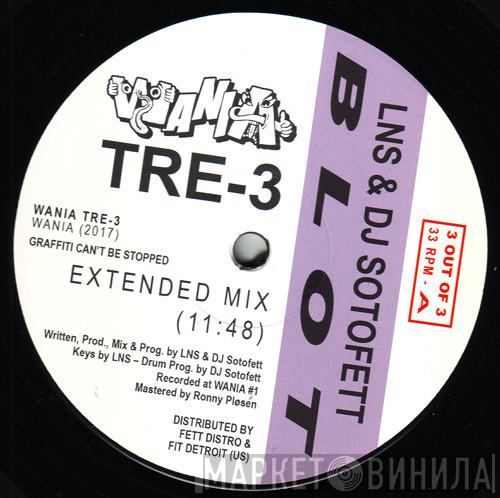 WANIA
TRE-3
WANIA TRE-3
WANIA (2017)
GRAFFITI CAN'T BE STOPPED
EXTENDED MIX
(11:48)
Written, Prod., Mix & Prog. by LNS & DJ Sotofett
Keys by LNS – Drum Prog. by DJ Sotofett
Recorded at WANIA #1
Mastered by Ronny Pløsen
DISTRIBUTED BY
FETT DISTRO &
FIT DETROIT (US)
LNS & DJ SOTOFETT
BLOT
3 OUT OF 3
33 RPM - A
МАРКЕТ ВИНИЛА